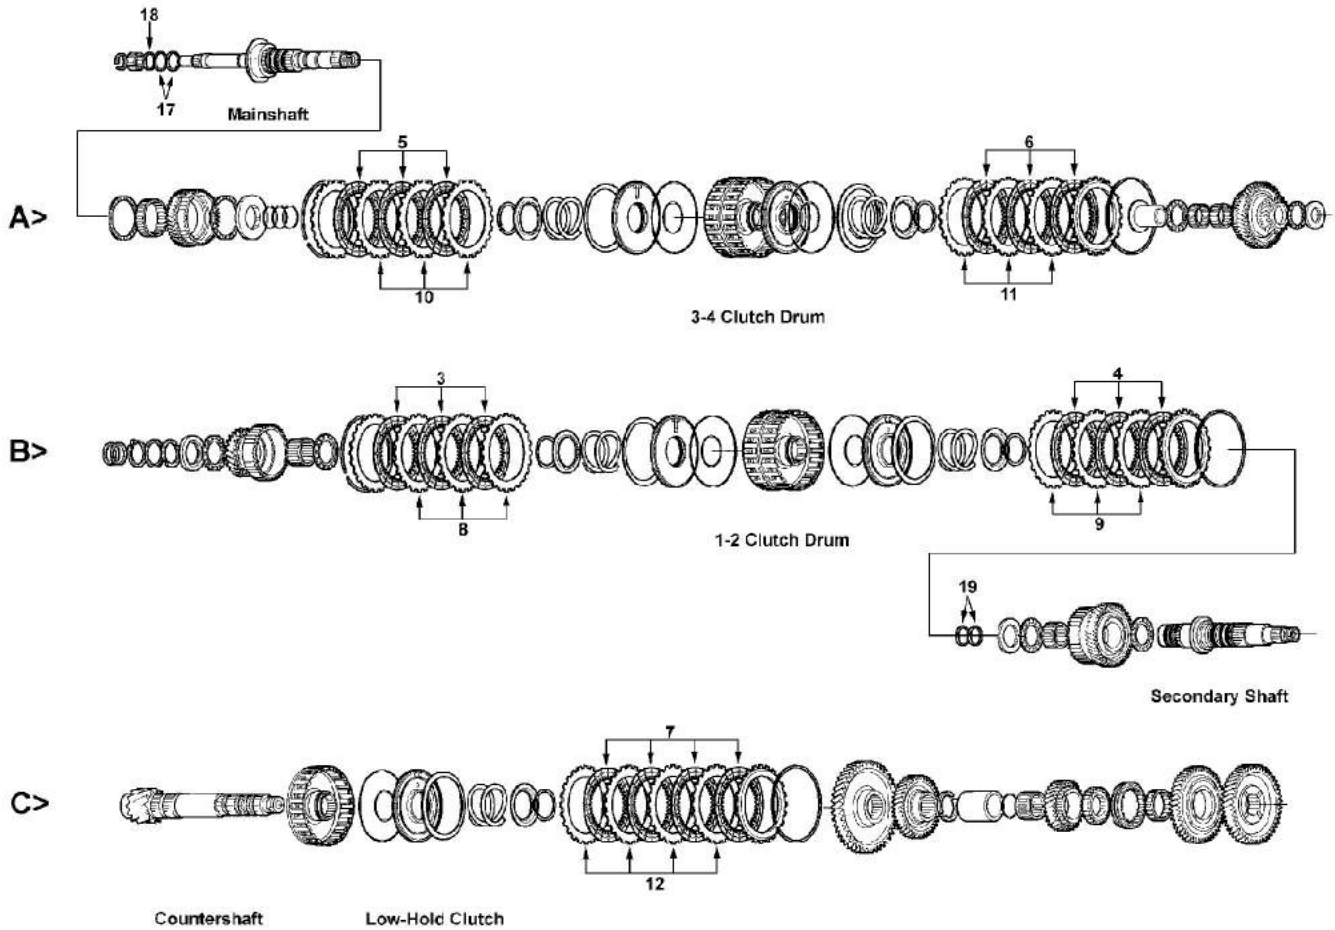 18
17
Mainshaft
5
6
A>
10
11
3-4 Clutch Drum
3
4
B>
8
9
1-2 Clutch Drum
19
Secondary Shaft
7
C>
12
Countershaft
Low-Hold Clutch